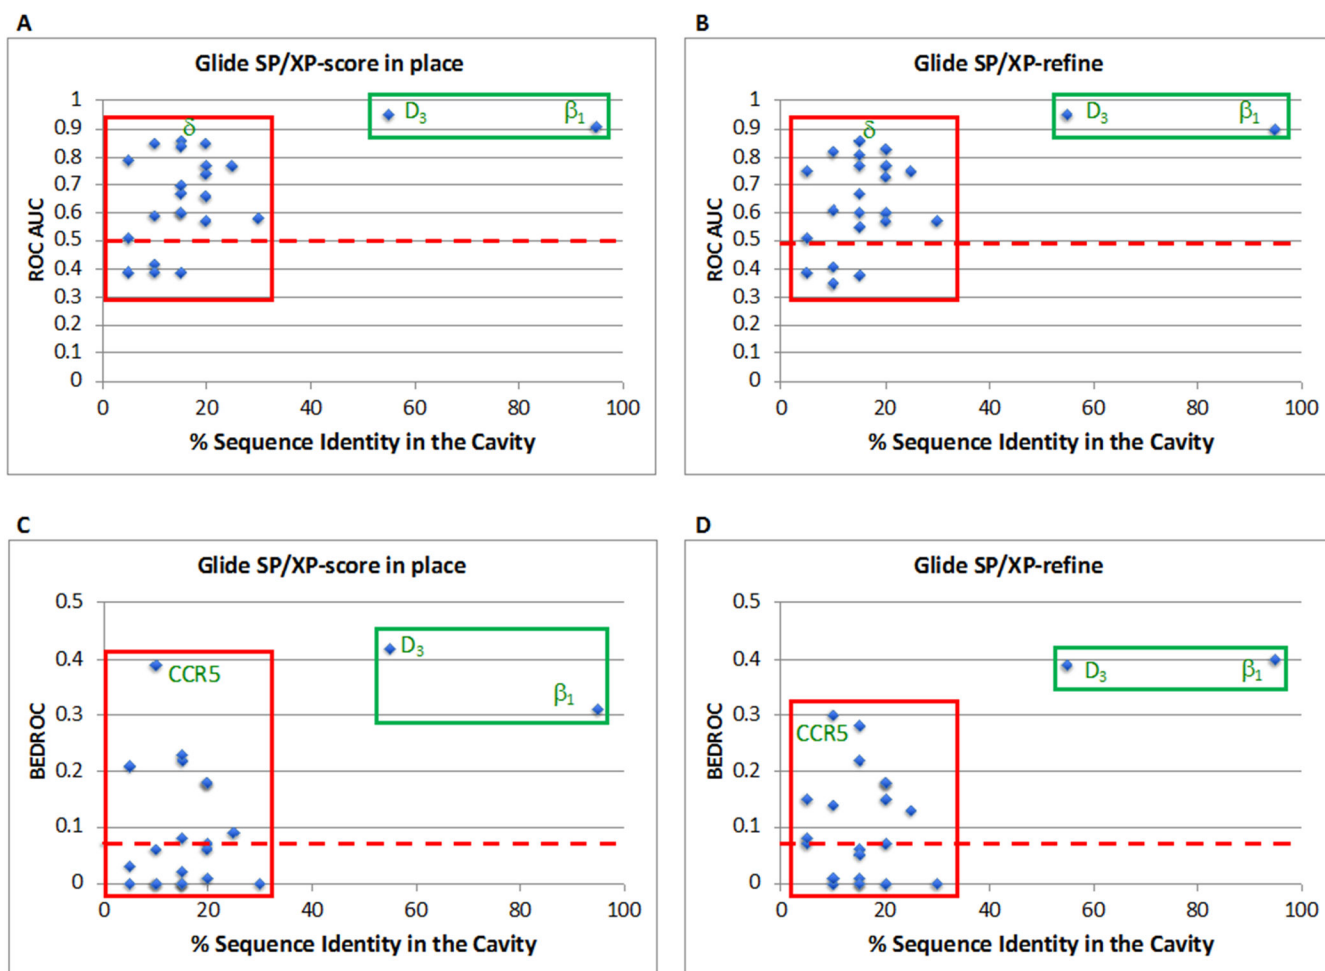 A
Glide SP/XP-score in place
ROC AUC
1
0.9
0.8
0.7
0.6
0.5
0.4
0.3
0.2
0.1
0
δ
D₃
β₁
0 20 40 60 80 100
% Sequence Identity in the Cavity
B
Glide SP/XP-refine
ROC AUC
1
0.9
0.8
0.7
0.6
0.5
0.4
0.3
0.2
0.1
0
δ
D₃
β₁
0 20 40 60 80 100
% Sequence Identity in the Cavity
C
Glide SP/XP-score in place
BEDROC
0.5
0.4
0.3
0.2
0.1
0
CCR5
D₃
β₁
0 20 40 60 80 100
% Sequence Identity in the Cavity
D
Glide SP/XP-refine
BEDROC
0.5
0.4
0.3
0.2
0.1
0
CCR5
D₃
β₁
0 20 40 60 80 100
% Sequence Identity in the Cavity